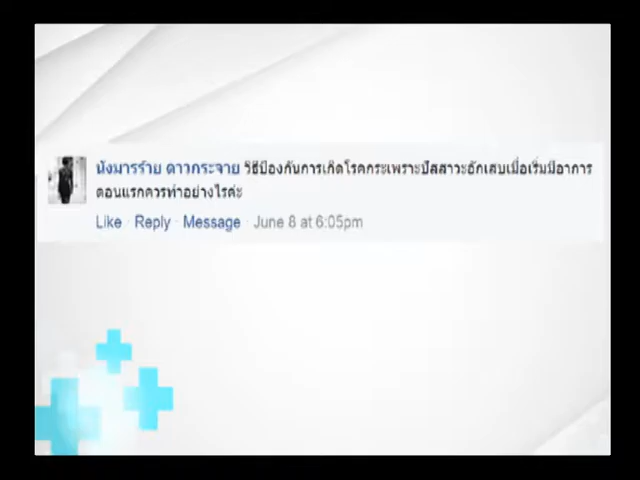 นังมารร้าย ดาวกระจาย วิธีป้องกันการเกิดโรคกระเพราะปัสสาวะอักเสบเมื่อเริ่มมีอาการ
ตอนแรกควรทำอย่างไรค่ะ
Like · Reply · Message · June 8 at 6:05pm